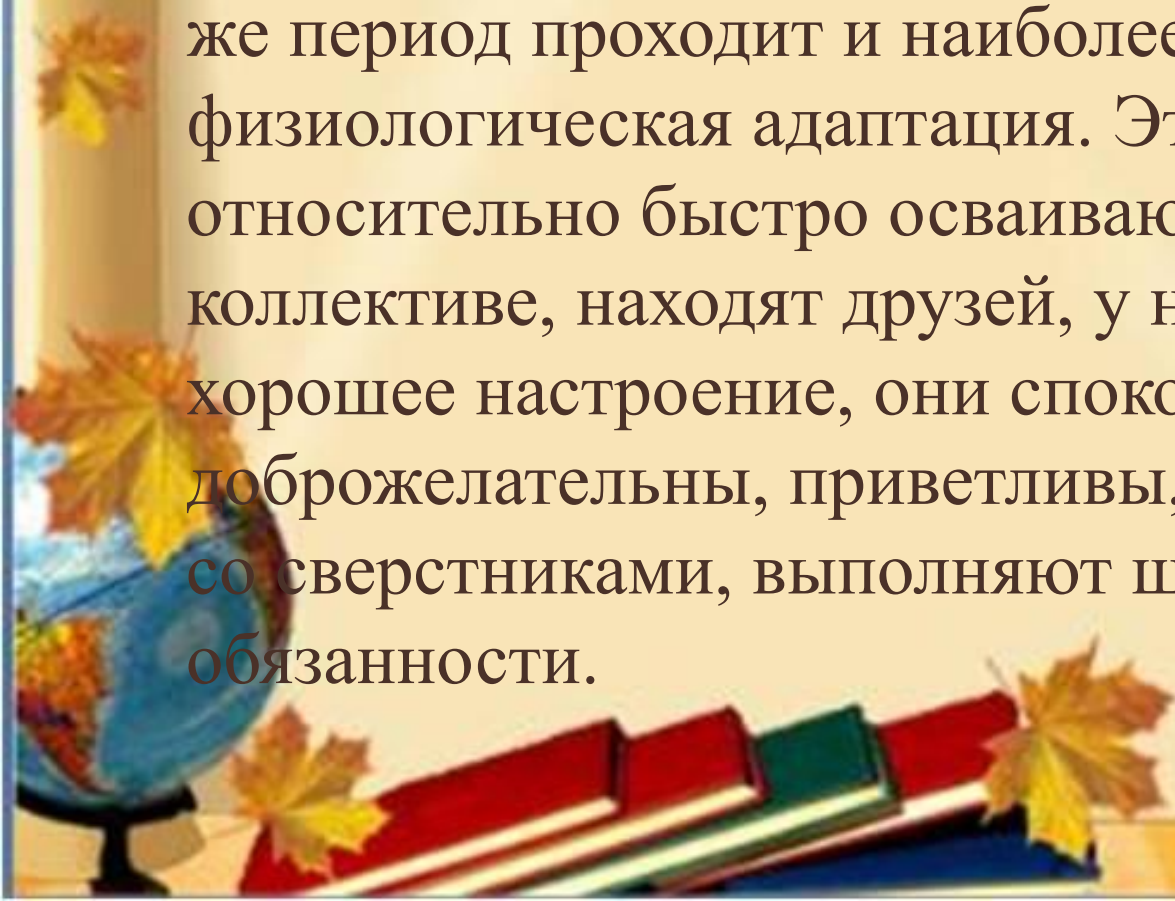 же период проходит и наиболее
физиологическая адаптация. Эт
относительно быстро осваиваю
коллективе, находят друзей, у н
хорошее настроение, они споко
доброжелательны, приветливы,
со сверстниками, выполняют ш
обязанности.